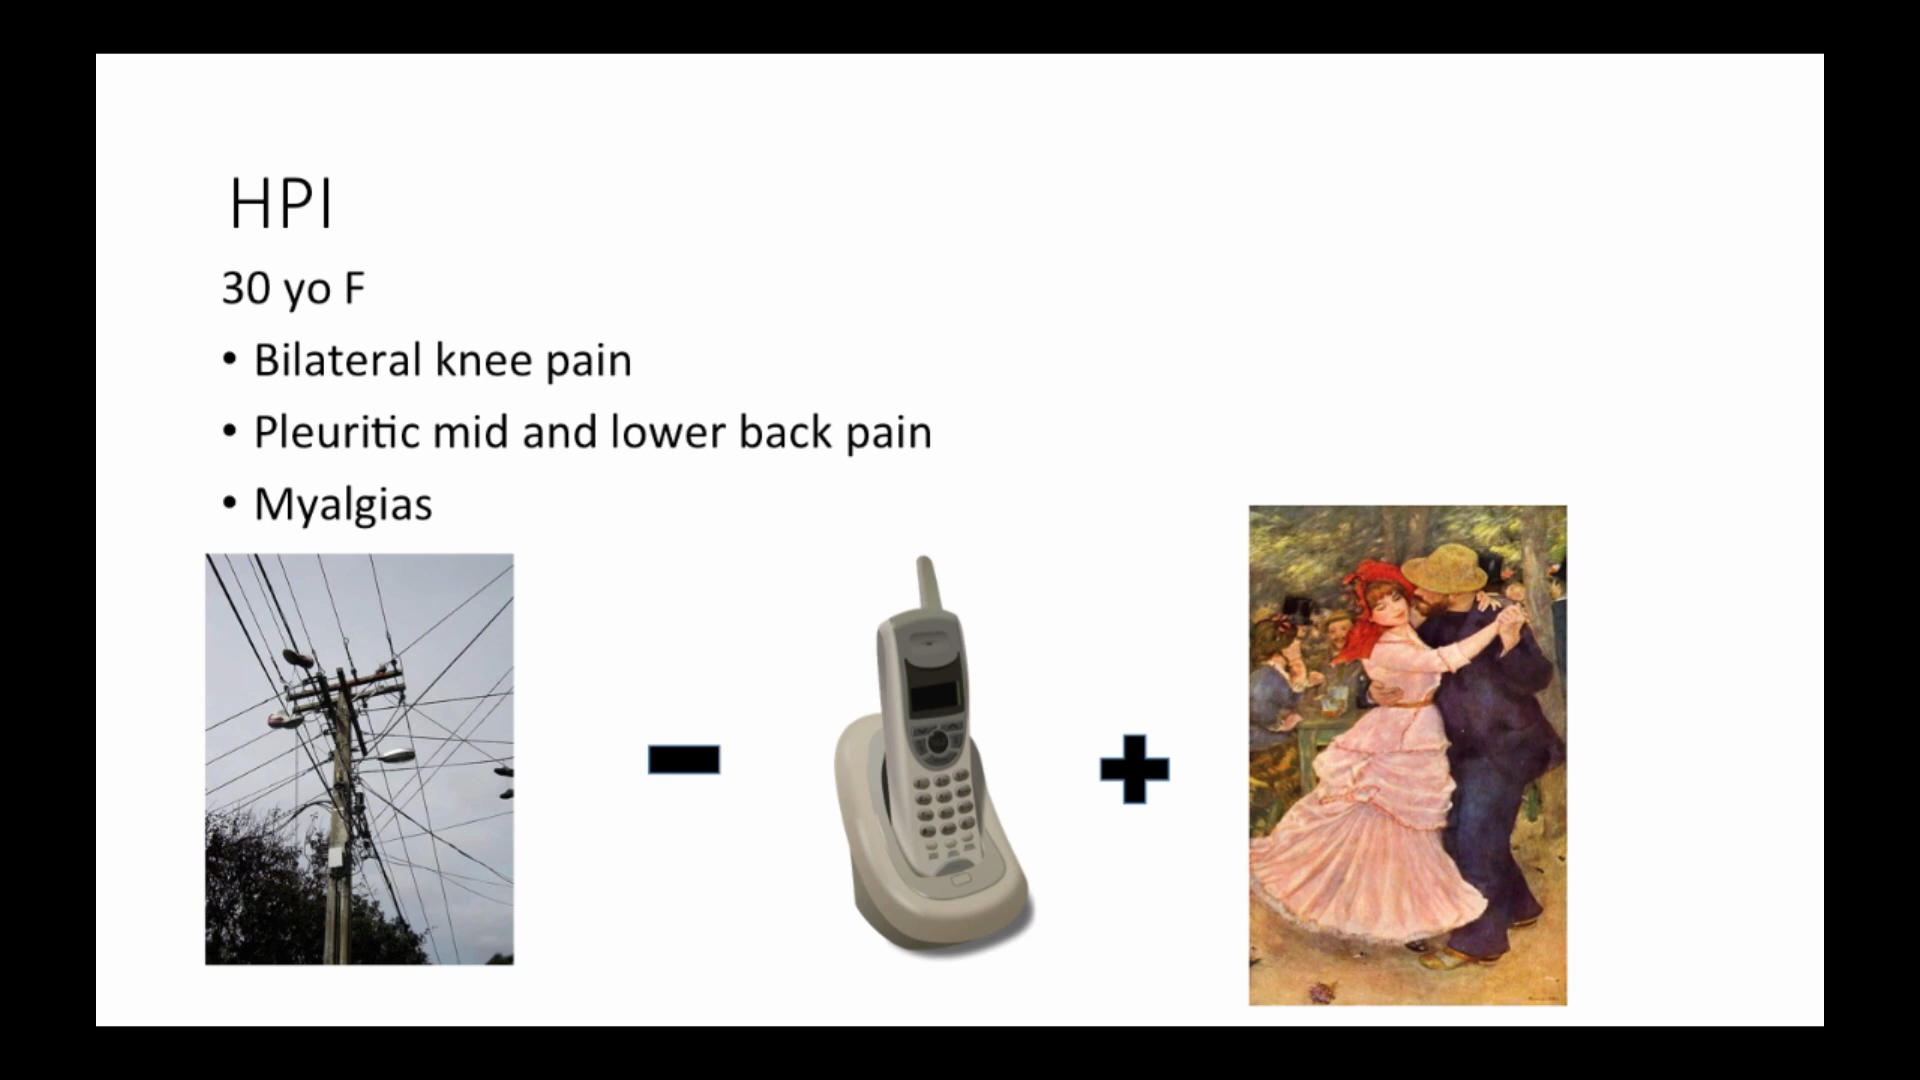 HPI
30 yo F
• Bilateral knee pain
• Pleuritic mid and lower back pain
• Myalgias